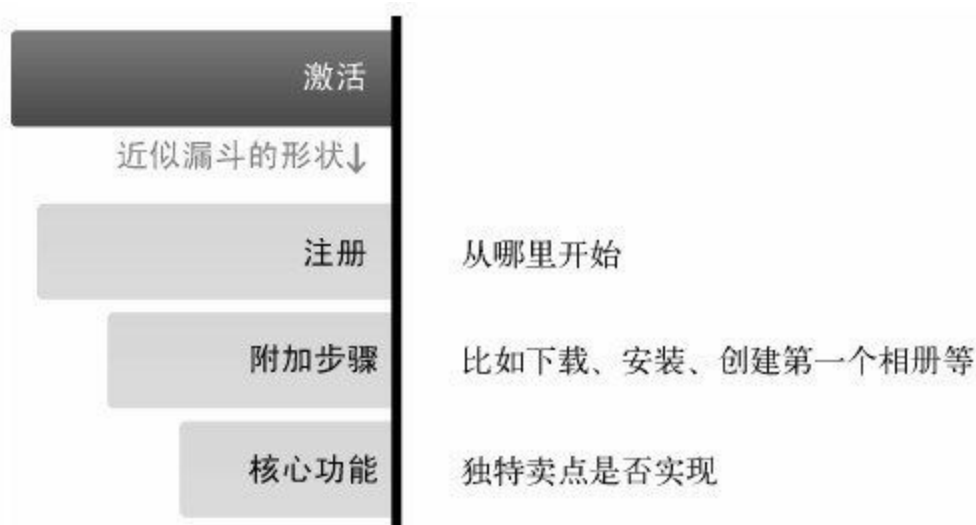 激活
近似漏斗的形状↓
注册
从哪里开始
附加步骤
比如下载、安装、创建第一个相册等
核心功能
独特卖点是否实现